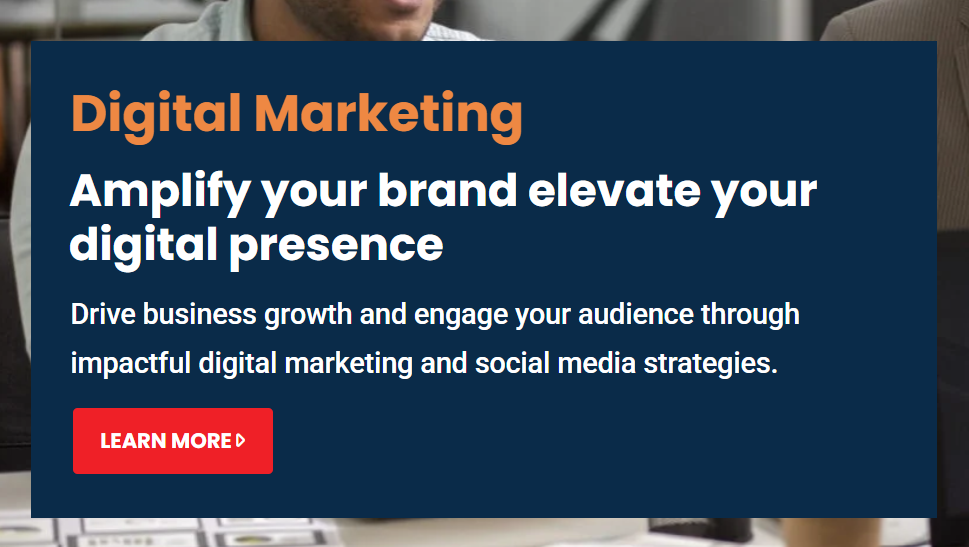 Digital Marketing
Amplify your brand elevate your
digital presence
Drive business growth and engage your audience through
impactful digital marketing and social media strategies.
LEARN MORE